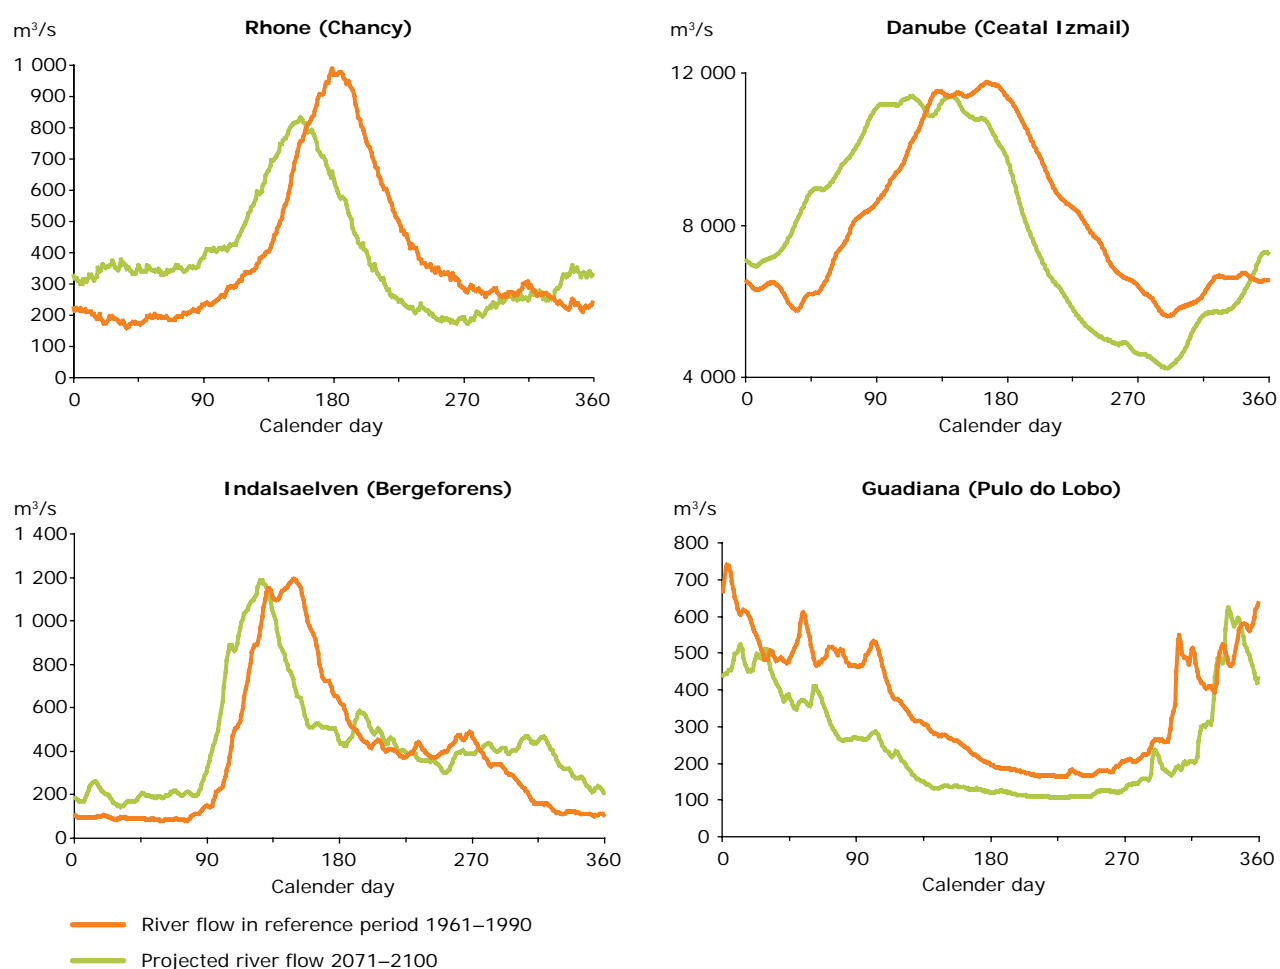 Rhone (Chancy)
m³/s
1 000
900
800
700
600
500
400
300
200
100
0
0 90 180 270 360
Calender day
Danube (Ceatal Izmail)
m³/s
12 000
8 000
4 000
0 90 180 270 360
Calender day
Indalsaelven (Bergeforens)
m³/s
1 400
1 200
1 000
800
600
400
200
0
0 90 180 270 360
Calender day
Guadiana (Pulo do Lobo)
m³/s
800
700
600
500
400
300
200
100
0
0 90 180 270 360
Calender day
River flow in reference period 1961–1990
Projected river flow 2071–2100